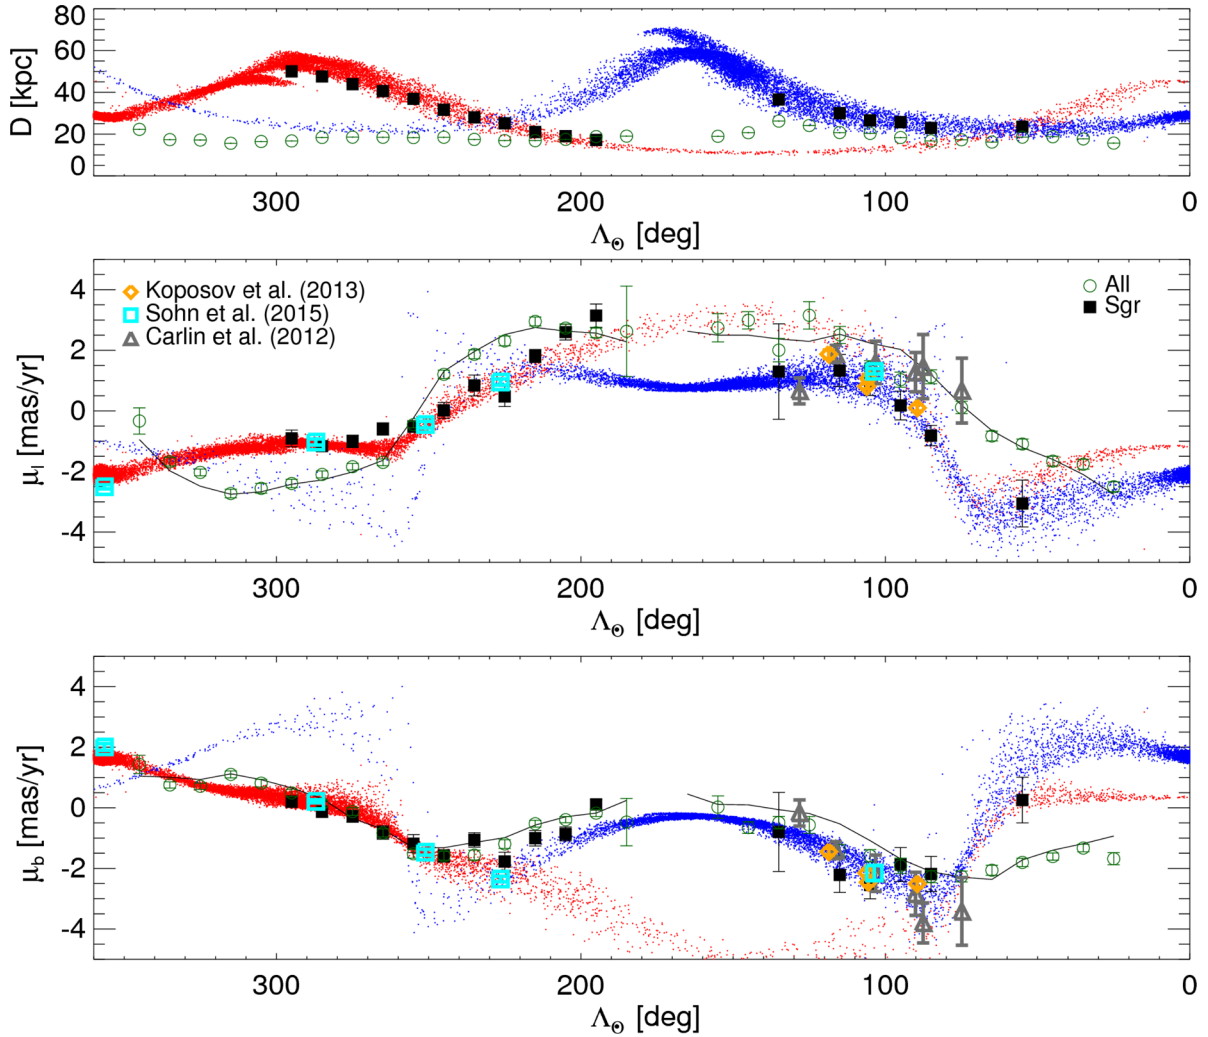 80
60
40
20
0
D [kpc]
300
200
100
0
Λ☉ [deg]
Koposov et al. (2013)
Sohn et al. (2015)
Carlin et al. (2012)
All
Sgr
4
2
0
-2
-4
μl [mas/yr]
300
200
100
0
Λ☉ [deg]
4
2
0
-2
-4
μb [mas/yr]
300
200
100
0
Λ☉ [deg]